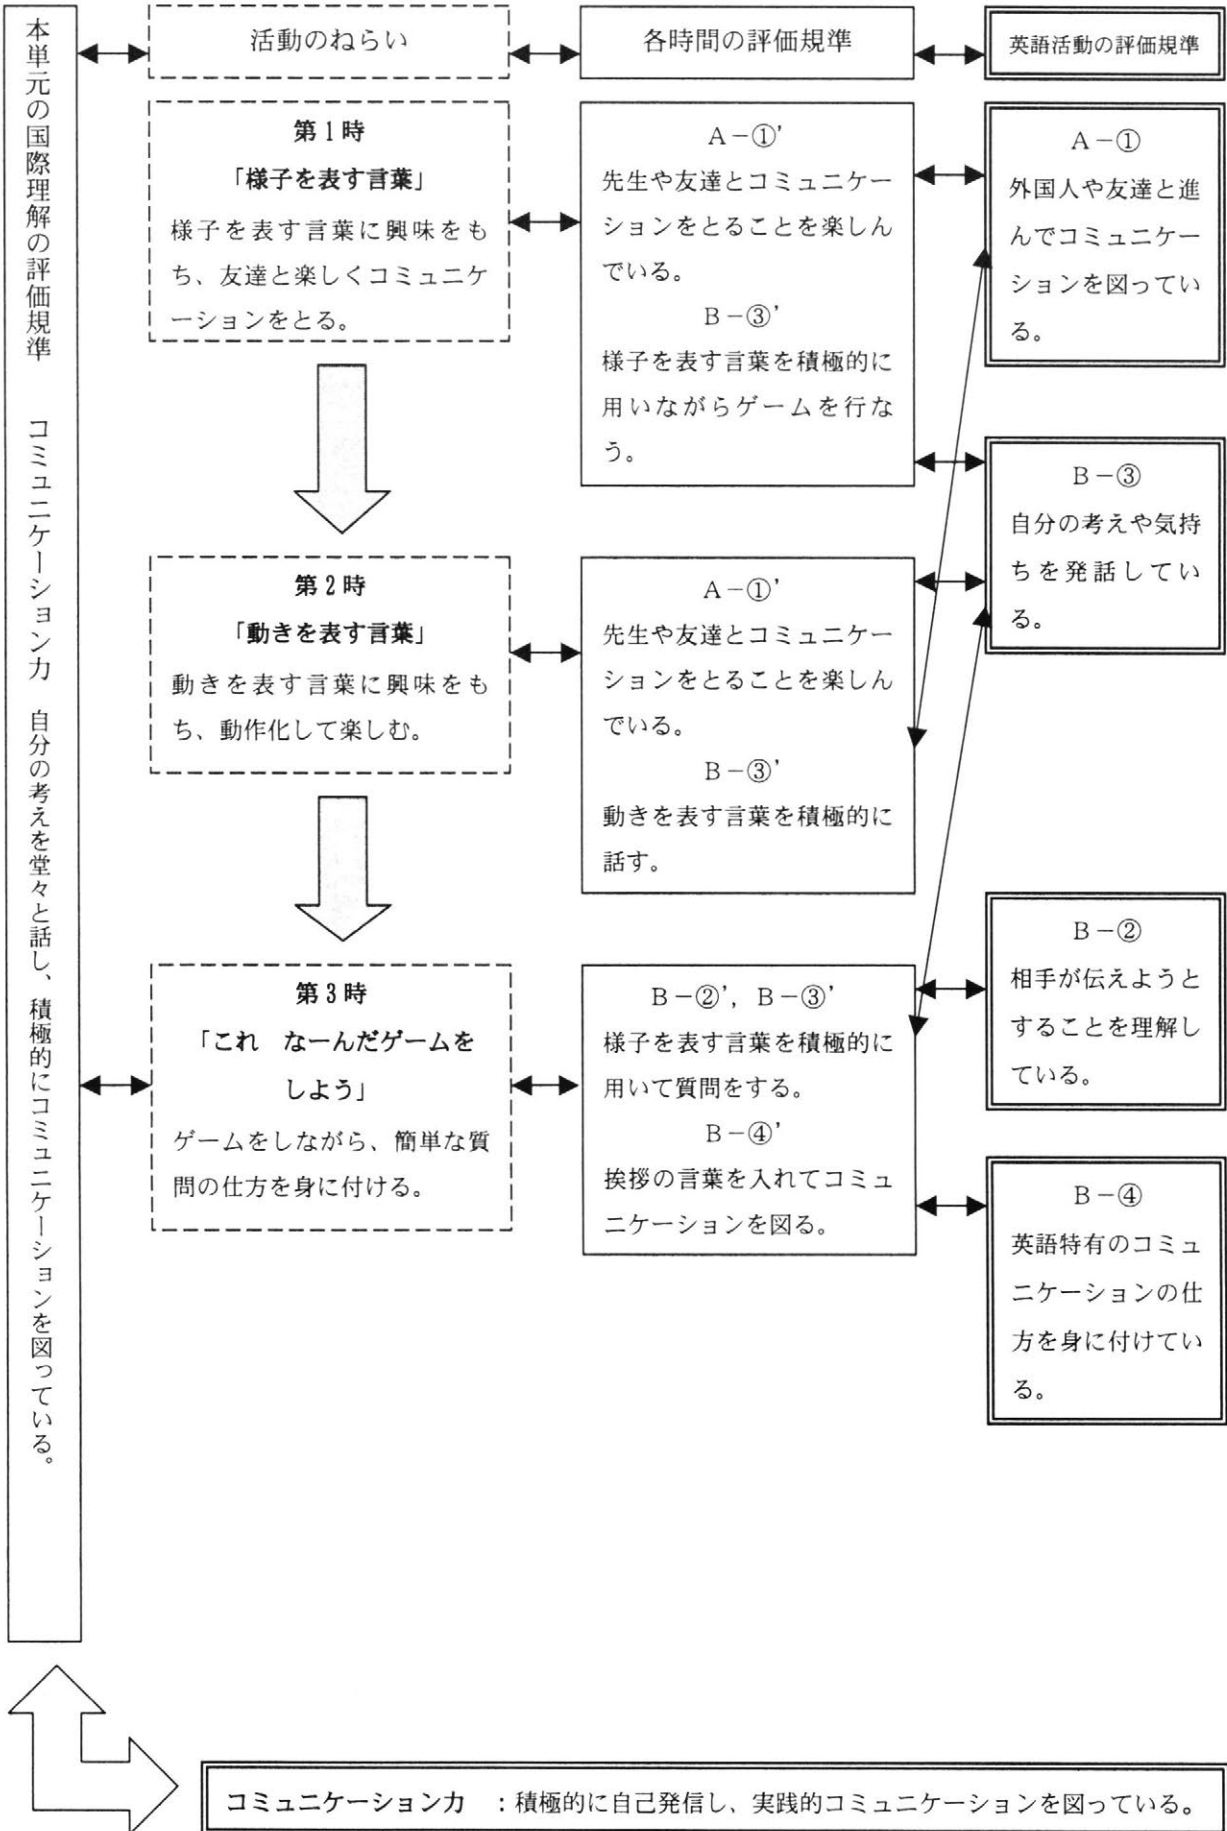 本単元の国際理解の評価規準　コミュニケーション力　自分の考えを堂々と話し、積極的にコミュニケーションを図っている。
活動のねらい
各時間の評価規準
英語活動の評価規準
第１時
「様子を表す言葉」
様子を表す言葉に興味をも
ち、友達と楽しくコミュニケ
ーションをとる。
Ａ－①’
先生や友達とコミュニケー
ションをとることを楽しん
でいる。
Ｂ－③’
様子を表す言葉を積極的に
用いながらゲームを行な
う。
Ａ－①
外国人や友達と進
んでコミュニケー
ションを図ってい
る。
Ｂ－③
自分の考えや気持
ちを発話してい
る。
第２時
「動きを表す言葉」
動きを表す言葉に興味をも
ち、動作化して楽しむ。
Ａ－①’
先生や友達とコミュニケー
ションをとることを楽しん
でいる。
Ｂ－③’
動きを表す言葉を積極的に
話す。
第３時
「これ　なーんだゲームを
しよう」
ゲームをしながら、簡単な質
問の仕方を身に付ける。
Ｂ－②’，Ｂ－③’
様子を表す言葉を積極的に
用いて質問をする。
Ｂ－④’
挨拶の言葉を入れてコミュ
ニケーションを図る。
Ｂ－②
相手が伝えようと
することを理解し
ている。
Ｂ－④
英語特有のコミュ
ニケーションの仕
方を身に付けてい
る。
コミュニケーション力　：積極的に自己発信し、実践的コミュニケーションを図っている。